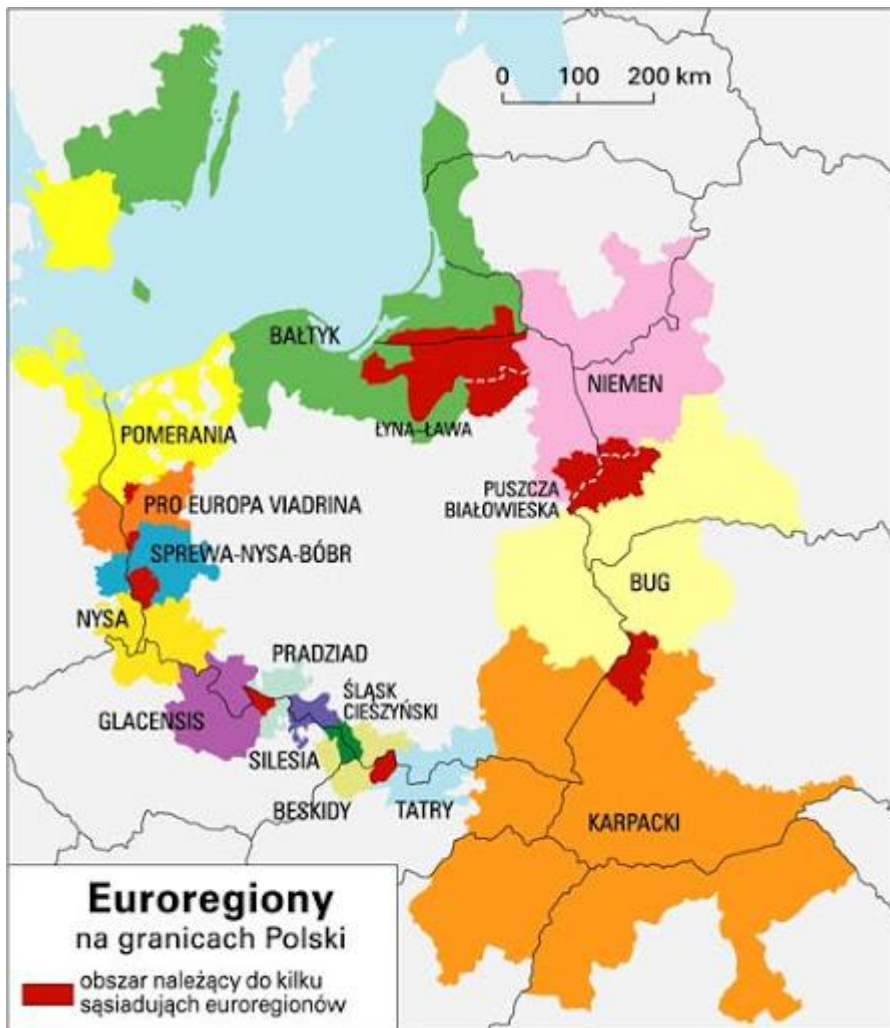 0 100 200 km
BAŁTYK
NIEMEN
ŁYNA–ŁAWA
POMERANIA
PUSZCZA
BIAŁOWIESKA
PRO EUROPA VIADRINA
SPREWA-NYSA-BÓBR
BUG
NYSA
PRADZIAD
ŚLĄSK
CIESZYŃSKI
GLACENSIS
SILESIA
BESKIDY
TATRY
KARPACKI
Euroregiony
na granicach Polski
obszar należący do kilku
sąsiadujących euroregionów